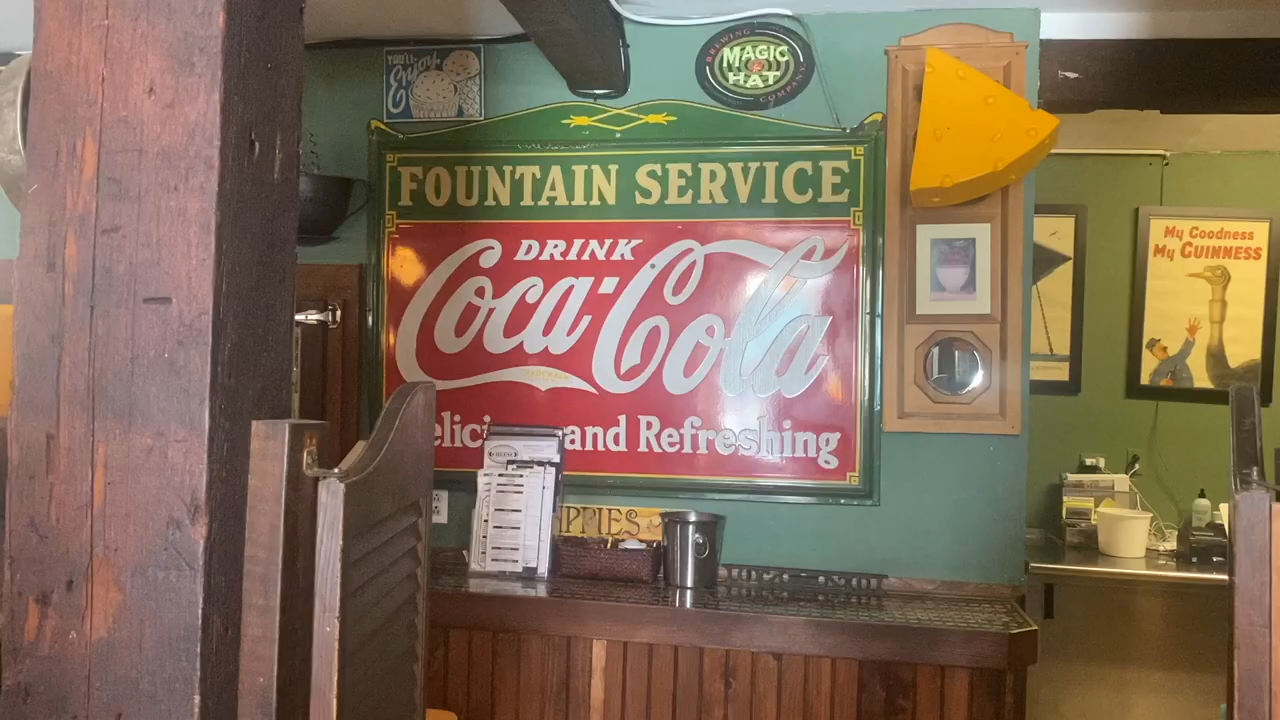 YOU'LL
Enjoy
BREWING
MAGIC
HAT
COMPANY
FOUNTAIN SERVICE
DRINK
Coca-Cola
and Refreshing
My Goodness
My GUINNESS